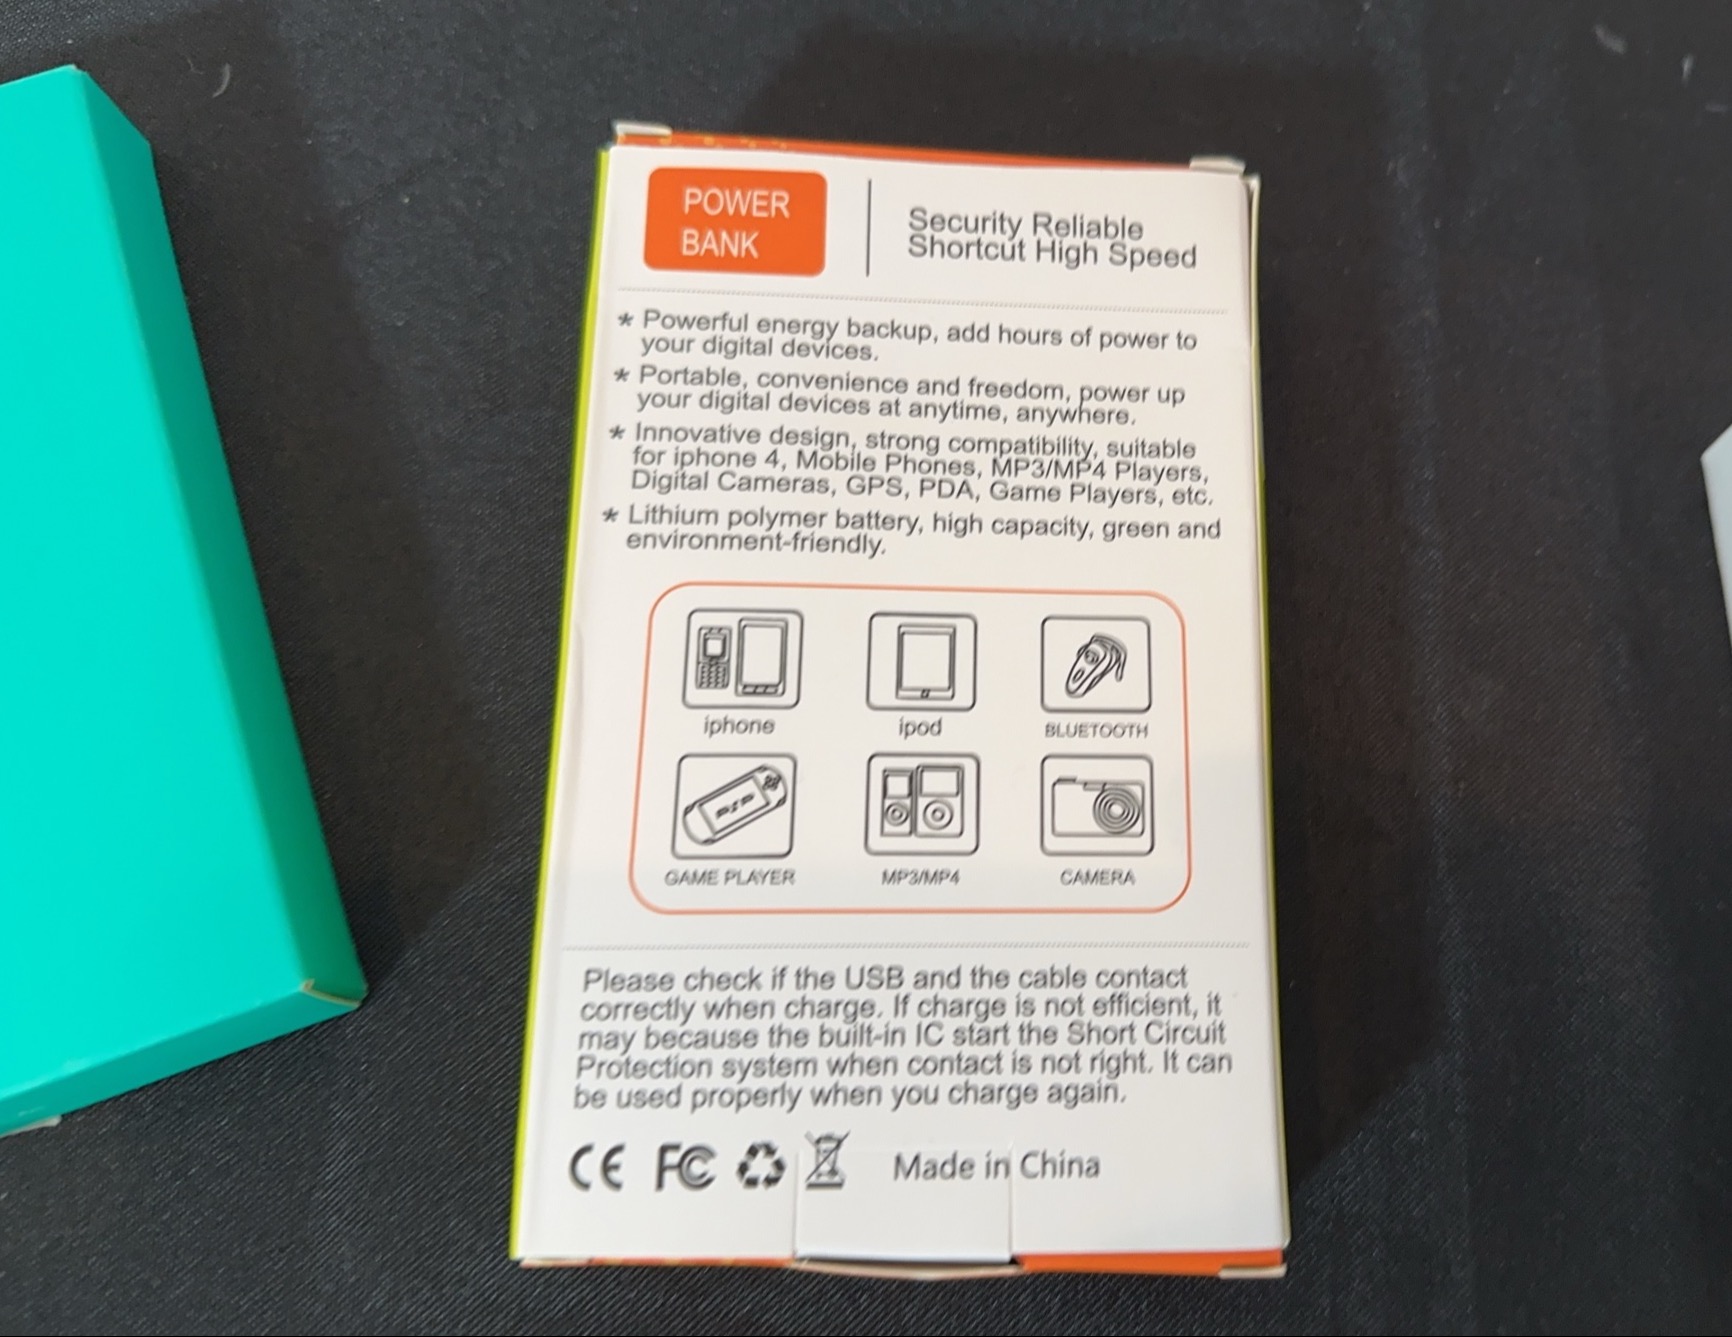 POWER
BANK
Security Reliable
Shortcut High Speed
* Powerful energy backup, add hours of power to
your digital devices.
* Portable, convenience and freedom, power up
your digital devices at anytime, anywhere.
* Innovative design, strong compatibility, suitable
for iphone 4, Mobile Phones, MP3/MP4 Players,
Digital Cameras, GPS, PDA, Game Players, etc.
* Lithium polymer battery, high capacity, green and
environment-friendly.
iphone
ipod
BLUETOOTH
PSP
GAME PLAYER
MP3/MP4
CAMERA
Please check if the USB and the cable contact
correctly when charge. If charge is not efficient, it
may because the built-in IC start the Short Circuit
Protection system when contact is not right. It can
be used properly when you charge again.
CE FC Made in China